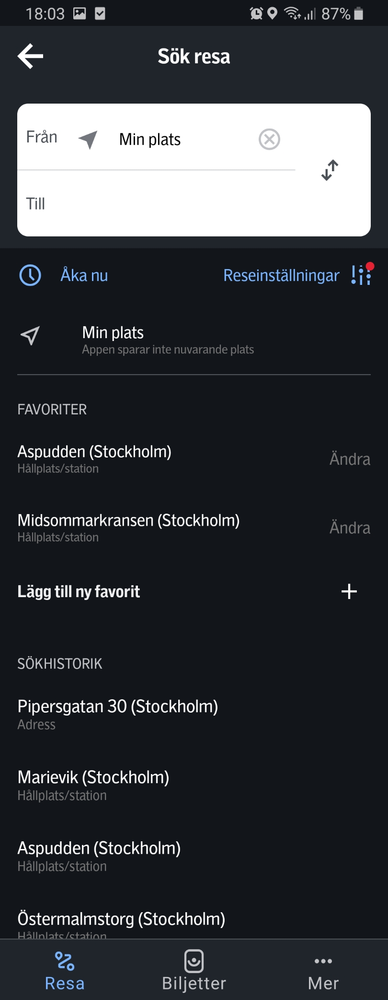 18:03 87%
Sök resa
Från Min plats
Till
Åka nu Reseinställningar
Min plats
Appen sparar inte nuvarande plats
FAVORITER
Aspudden (Stockholm)
Hållplats/station
Ändra
Midsommarkransen (Stockholm)
Hållplats/station
Ändra
Lägg till ny favorit
SÖKHISTORIK
Pipersgatan 30 (Stockholm)
Adress
Marievik (Stockholm)
Hållplats/station
Aspudden (Stockholm)
Hållplats/station
Östermalmstorg (Stockholm)
Hållplats/station
Resa Biljetter Mer